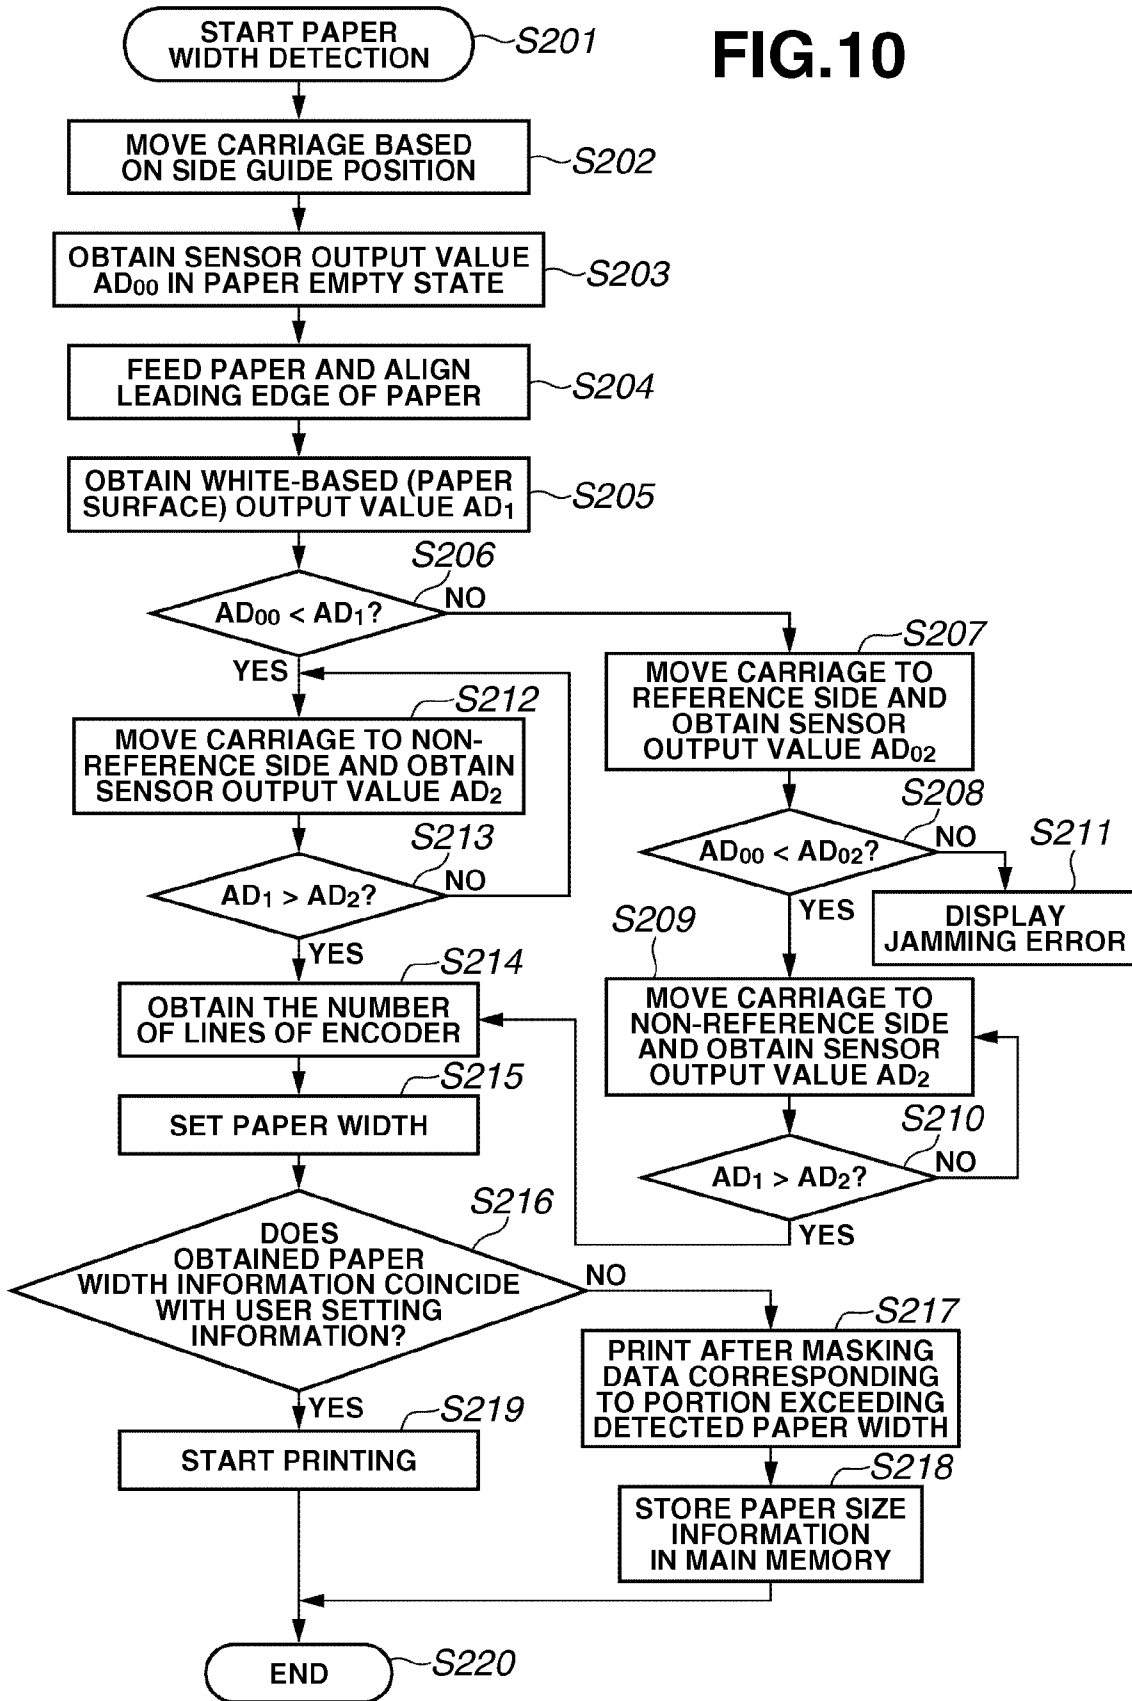 FIG.10
START PAPER
WIDTH DETECTION
S201
MOVE CARRIAGE BASED
ON SIDE GUIDE POSITION
S202
OBTAIN SENSOR OUTPUT VALUE
AD00 IN PAPER EMPTY STATE
S203
FEED PAPER AND ALIGN
LEADING EDGE OF PAPER
S204
OBTAIN WHITE-BASED (PAPER
SURFACE) OUTPUT VALUE AD1
S205
S206
AD00 < AD1?
NO
YES
S207
MOVE CARRIAGE TO
REFERENCE SIDE AND
OBTAIN SENSOR
OUTPUT VALUE AD02
S212
MOVE CARRIAGE TO NON-
REFERENCE SIDE AND OBTAIN
SENSOR OUTPUT VALUE AD2
S208
AD00 < AD02?
NO
YES
S211
DISPLAY
JAMMING ERROR
S213
AD1 > AD2?
NO
YES
S209
MOVE CARRIAGE TO
NON-REFERENCE SIDE
AND OBTAIN SENSOR
OUTPUT VALUE AD2
S214
OBTAIN THE NUMBER
OF LINES OF ENCODER
S215
SET PAPER WIDTH
S210
AD1 > AD2?
NO
YES
S216
DOES
OBTAINED PAPER
WIDTH INFORMATION COINCIDE
WITH USER SETTING
INFORMATION?
NO
YES
S217
PRINT AFTER MASKING
DATA CORRESPONDING
TO PORTION EXCEEDING
DETECTED PAPER WIDTH
S219
START PRINTING
S218
STORE PAPER SIZE
INFORMATION
IN MAIN MEMORY
END
S220